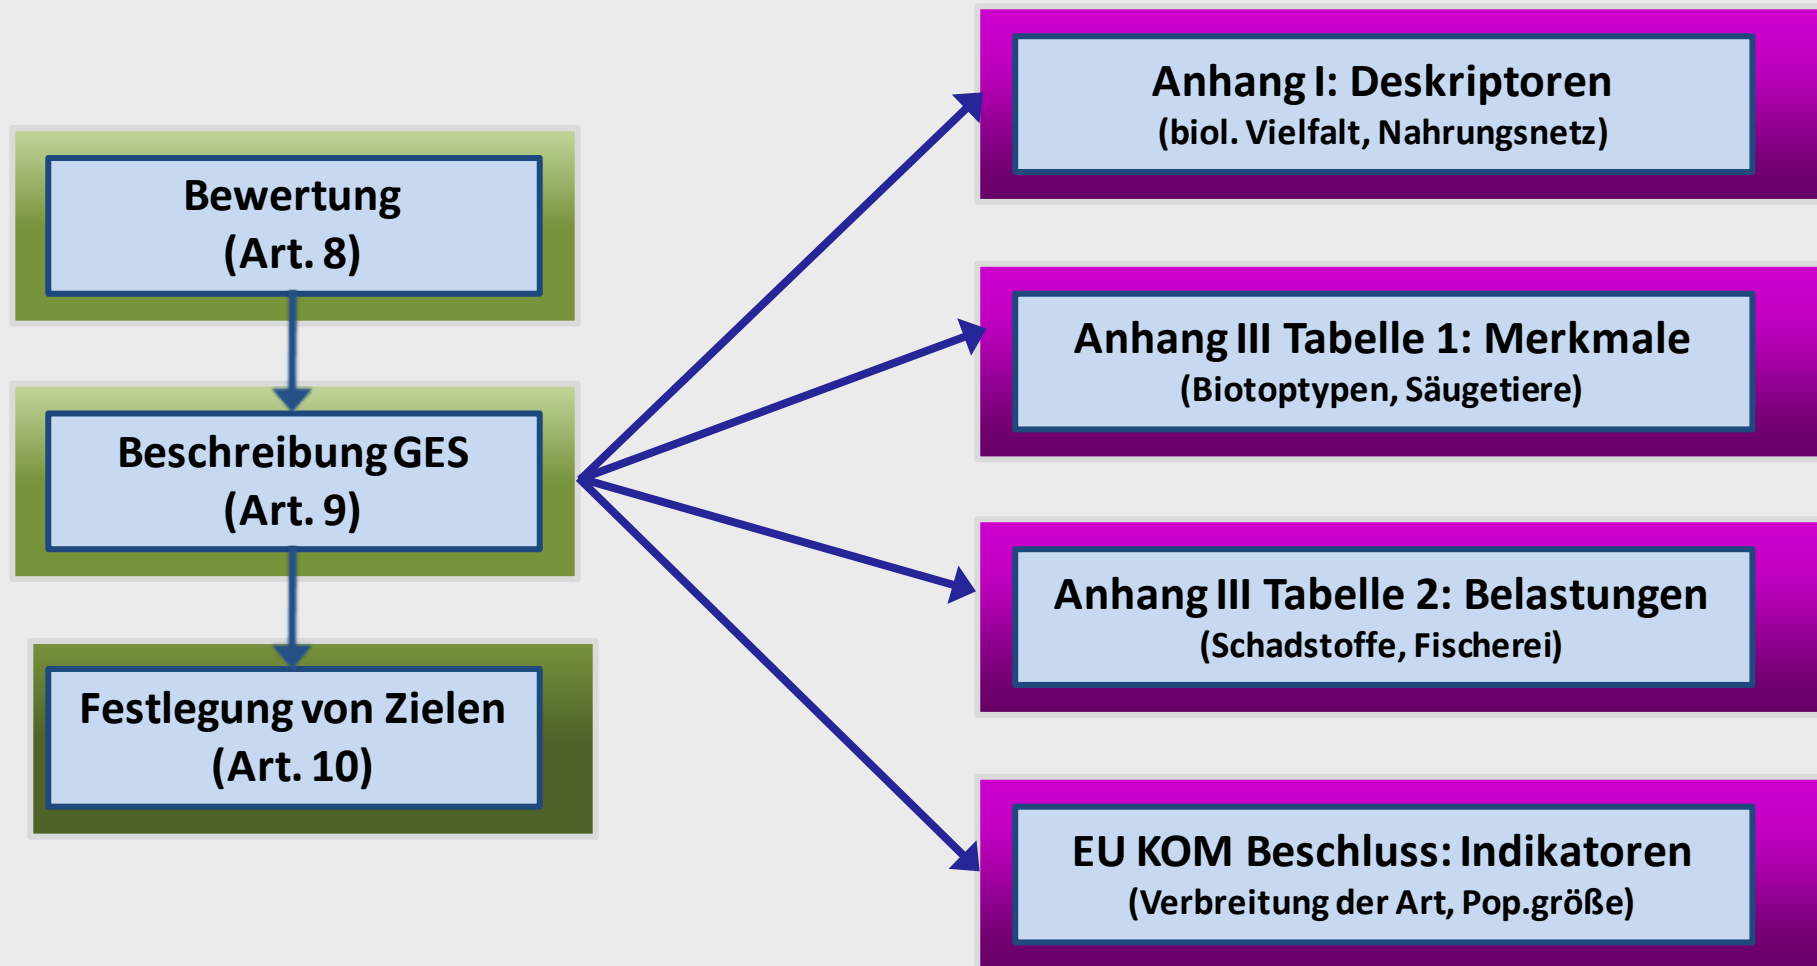 Bewertung
(Art. 8)
Beschreibung GES
(Art. 9)
Festlegung von Zielen
(Art. 10)
Anhang I: Deskriptoren
(biol. Vielfalt, Nahrungsnetz)
Anhang III Tabelle 1: Merkmale
(Biotoptypen, Säugetiere)
Anhang III Tabelle 2: Belastungen
(Schadstoffe, Fischerei)
EU KOM Beschluss: Indikatoren
(Verbreitung der Art, Pop.größe)